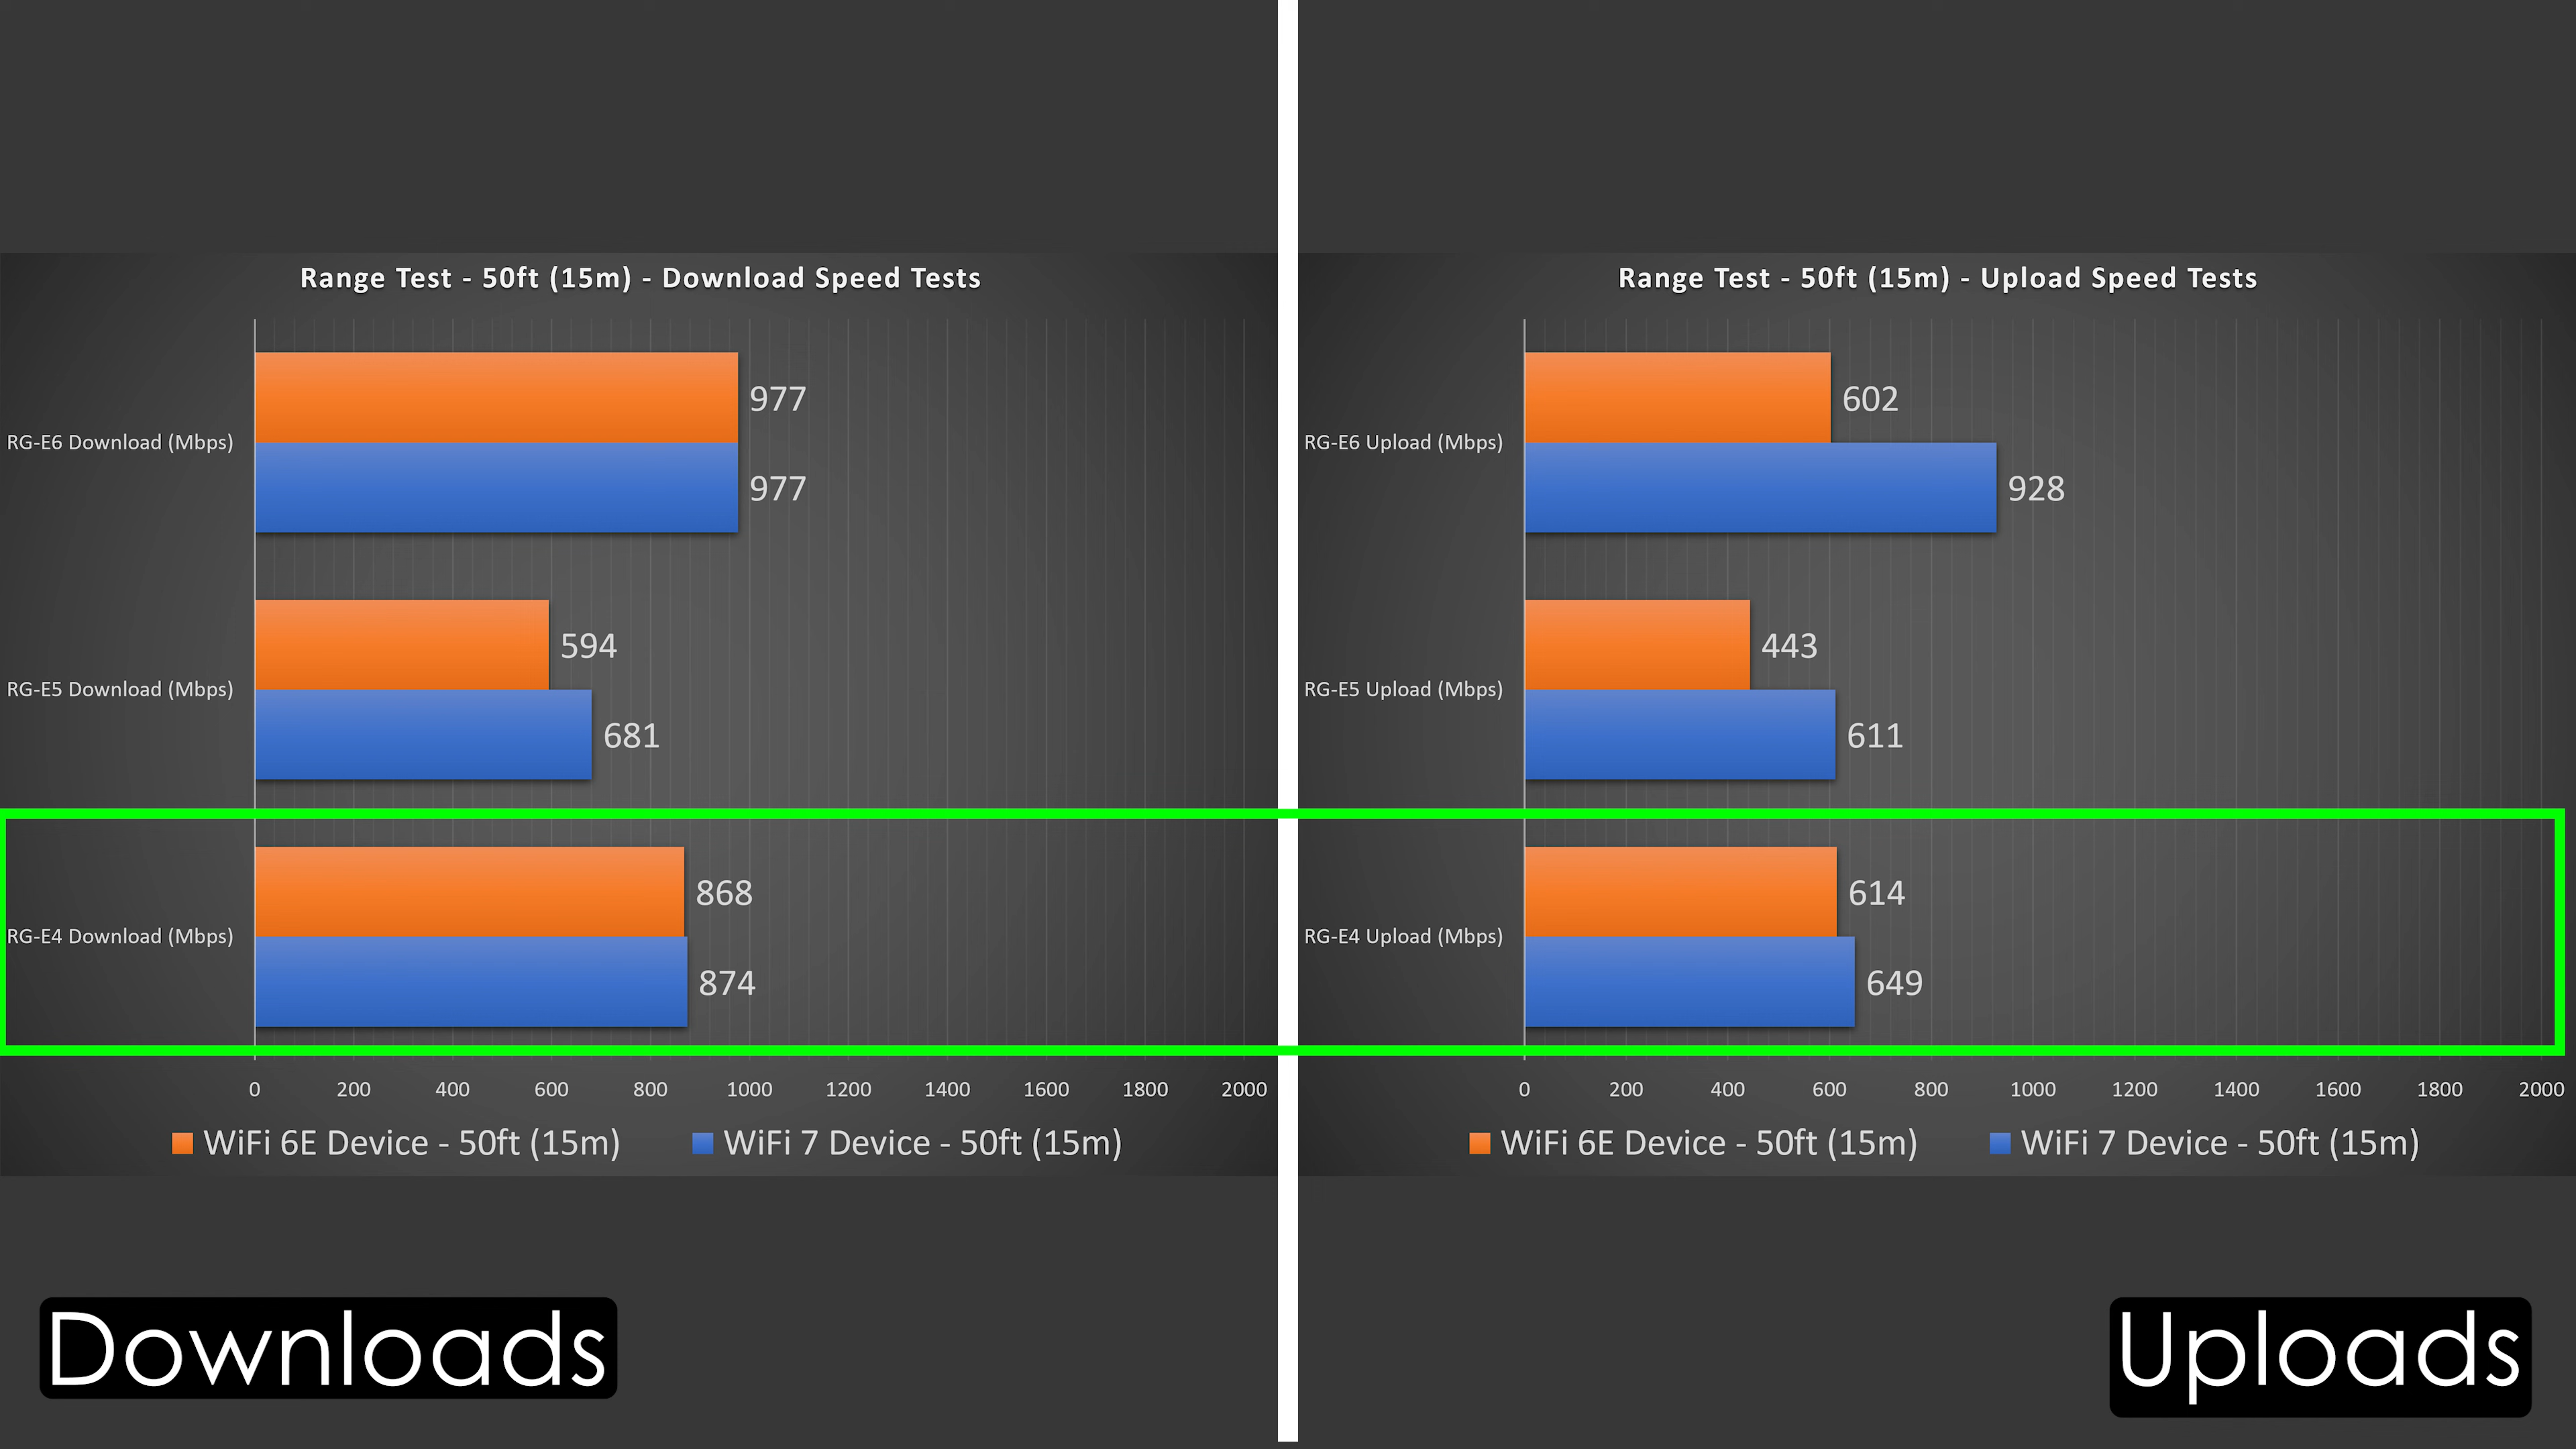 Range Test - 50ft (15m) - Download Speed Tests
RG-E6 Download (Mbps)
977
977
RG-E5 Download (Mbps)
594
681
RG-E4 Download (Mbps)
868
874
0 200 400 600 800 1000 1200 1400 1600 1800 2000
WiFi 6E Device - 50ft (15m) WiFi 7 Device - 50ft (15m)
Downloads
Range Test - 50ft (15m) - Upload Speed Tests
RG-E6 Upload (Mbps)
602
928
RG-E5 Upload (Mbps)
443
611
RG-E4 Upload (Mbps)
614
649
0 200 400 600 800 1000 1200 1400 1600 1800 2000
WiFi 6E Device - 50ft (15m) WiFi 7 Device - 50ft (15m)
Uploads